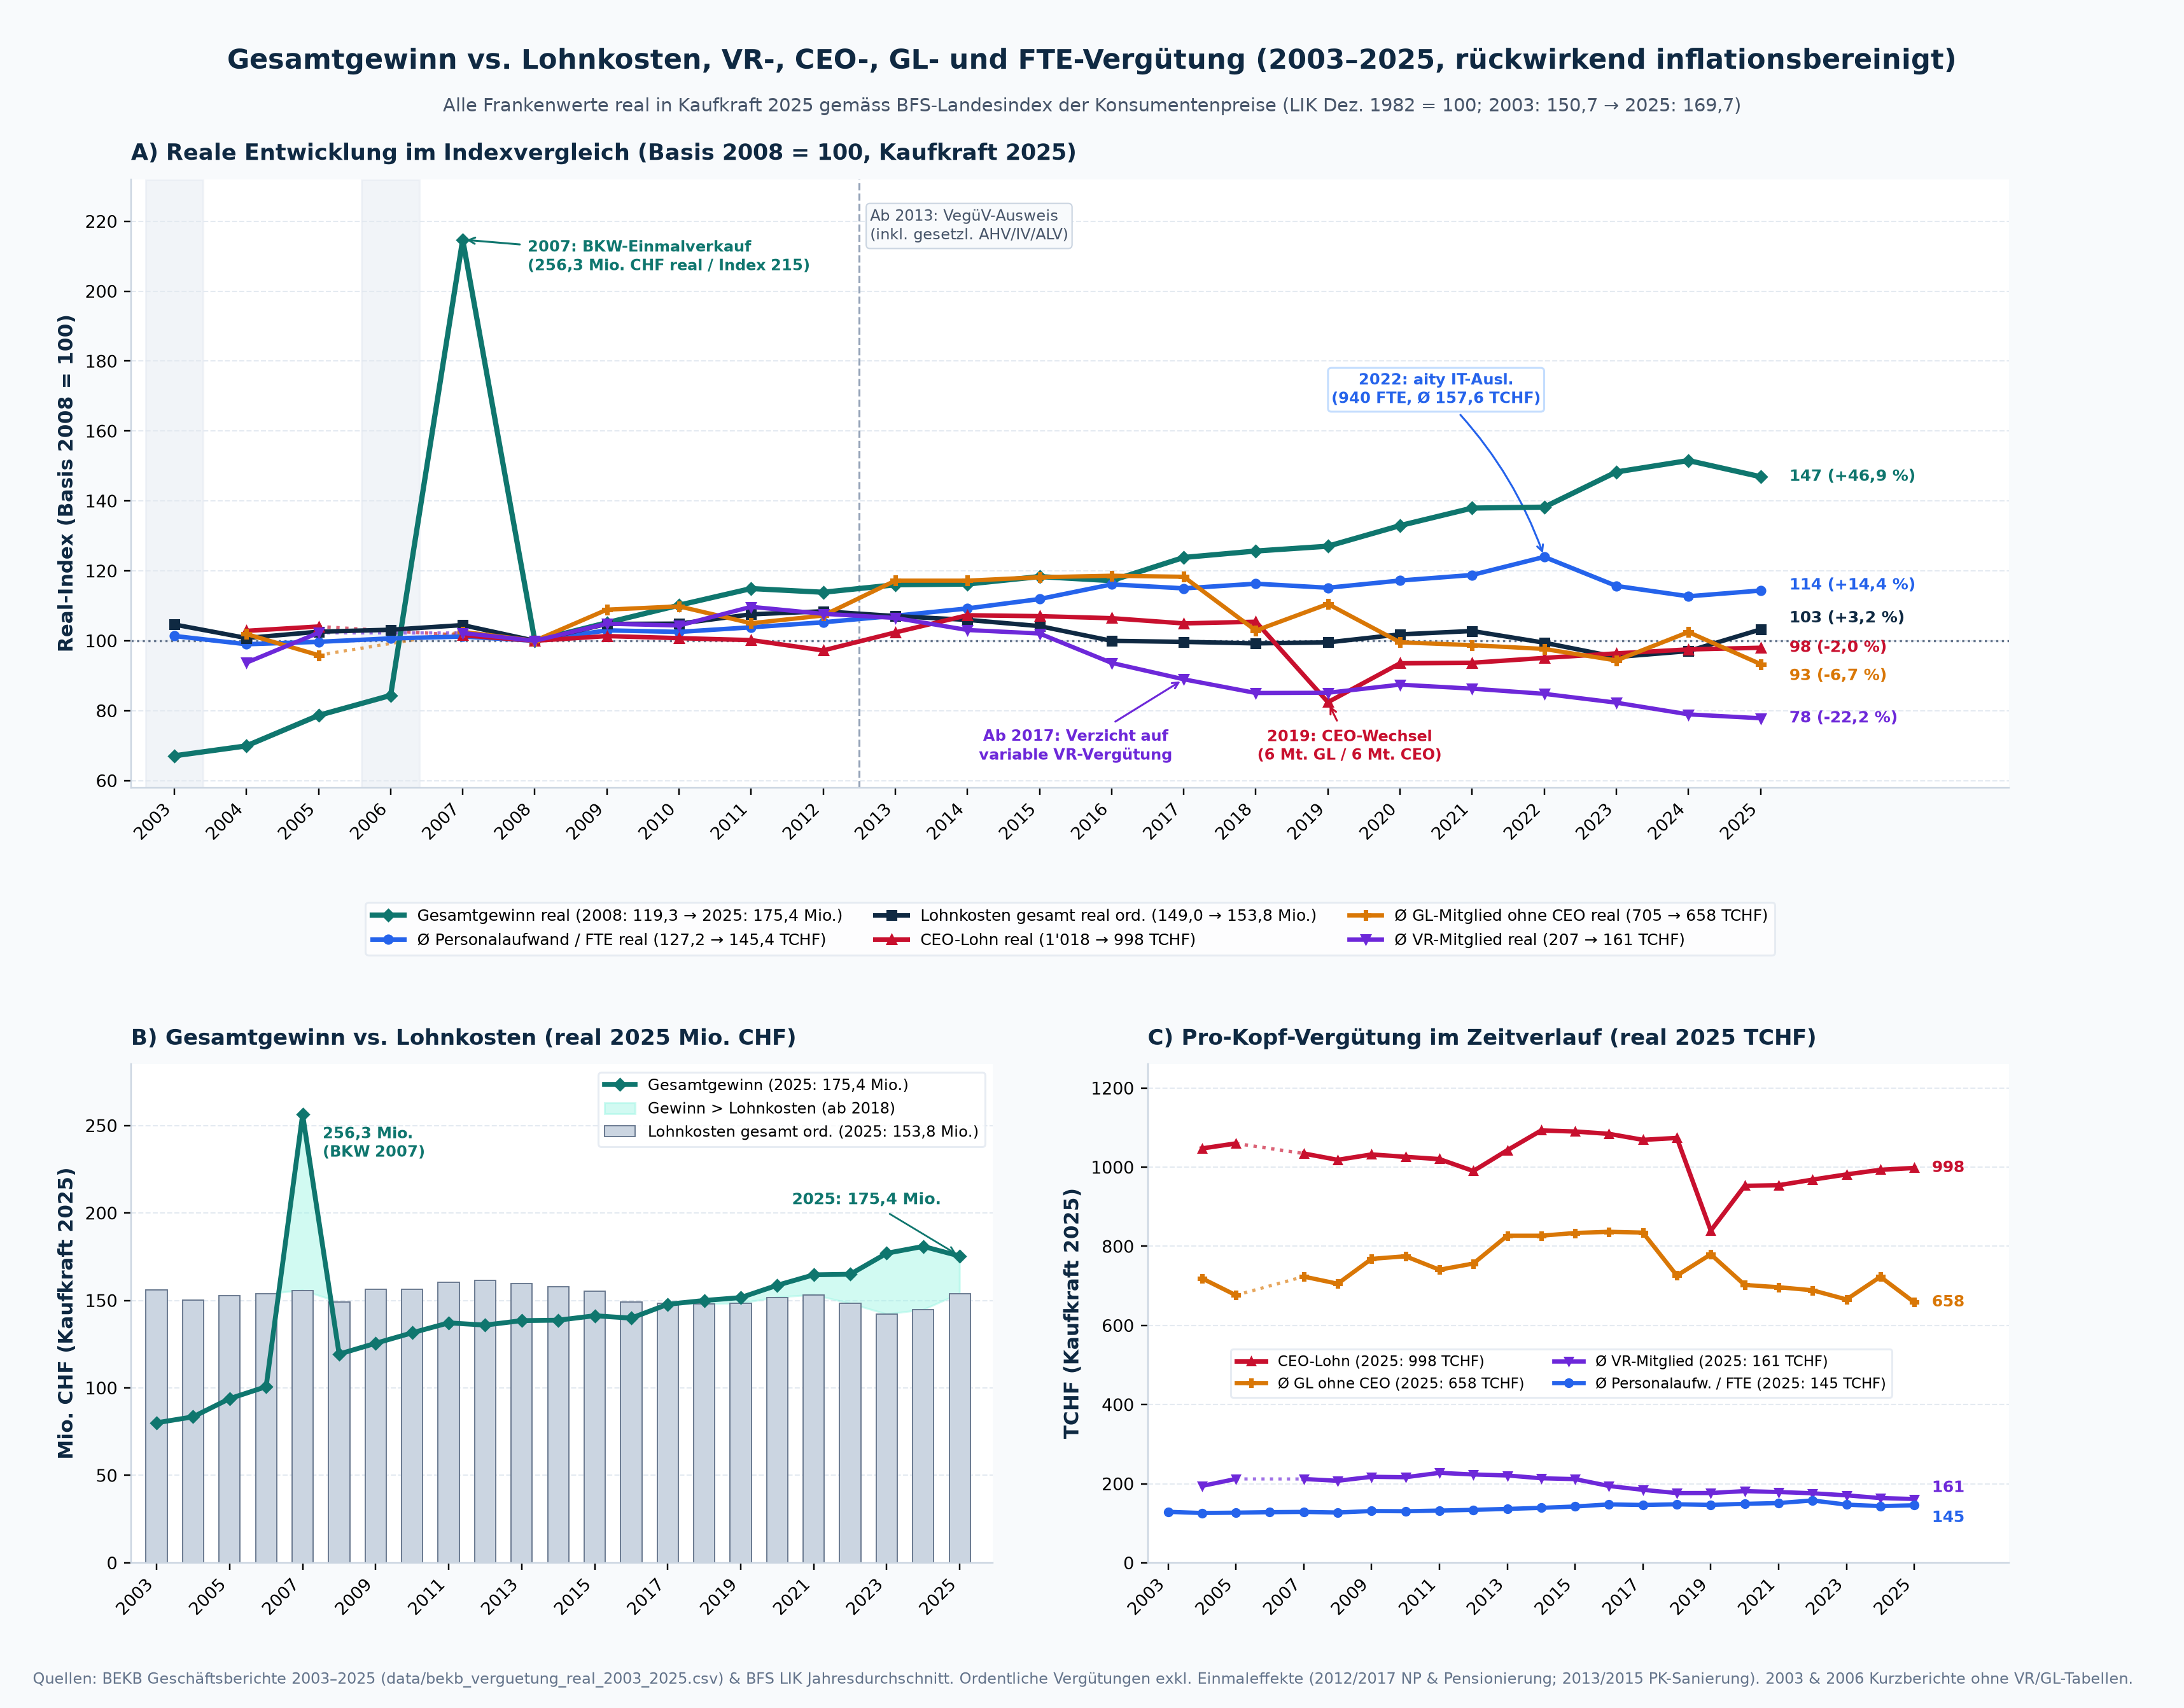 Gesamtgewinn vs. Lohnkosten, VR-, CEO-, GL- und FTE-Vergütung (2003–2025, rückwirkend inflationsbereinigt)
Alle Frankenwerte real in Kaufkraft 2025 gemäss BFS-Landesindex der Konsumentenpreise (LIK Dez. 1982 = 100; 2003: 150,7 → 2025: 169,7)
A) Reale Entwicklung im Indexvergleich (Basis 2008 = 100, Kaufkraft 2025)
Real-Index (Basis 2008 = 100)
220
200
180
160
140
120
100
80
60
2007: BKW-Einmalverkauf
(256,3 Mio. CHF real / Index 215)
Ab 2013: VegüV-Ausweis
(inkl. gesetzl. AHV/IV/ALV)
2022: aity IT-Ausl.
(940 FTE, Ø 157,6 TCHF)
Ab 2017: Verzicht auf
variable VR-Vergütung
2019: CEO-Wechsel
(6 Mt. GL / 6 Mt. CEO)
147 (+46,9 %)
114 (+14,4 %)
103 (+3,2 %)
98 (-2,0 %)
93 (-6,7 %)
78 (-22,2 %)
2003
2004
2005
2006
2007
2008
2009
2010
2011
2012
2013
2014
2015
2016
2017
2018
2019
2020
2021
2022
2023
2024
2025
Gesamtgewinn real (2008: 119,3 → 2025: 175,4 Mio.)
Lohnkosten gesamt real ord. (149,0 → 153,8 Mio.)
Ø GL-Mitglied ohne CEO real (705 → 658 TCHF)
Ø Personalaufwand / FTE real (127,2 → 145,4 TCHF)
CEO-Lohn real (1'018 → 998 TCHF)
Ø VR-Mitglied real (207 → 161 TCHF)
B) Gesamtgewinn vs. Lohnkosten (real 2025 Mio. CHF)
Mio. CHF (Kaufkraft 2025)
250
200
150
100
50
0
Gesamtgewinn (2025: 175,4 Mio.)
Gewinn > Lohnkosten (ab 2018)
Lohnkosten gesamt ord. (2025: 153,8 Mio.)
256,3 Mio.
(BKW 2007)
2025: 175,4 Mio.
2003
2005
2007
2009
2011
2013
2015
2017
2019
2021
2023
2025
C) Pro-Kopf-Vergütung im Zeitverlauf (real 2025 TCHF)
TCHF (Kaufkraft 2025)
1200
1000
800
600
400
200
0
998
658
CEO-Lohn (2025: 998 TCHF)
Ø VR-Mitglied (2025: 161 TCHF)
Ø GL ohne CEO (2025: 658 TCHF)
Ø Personalaufw. / FTE (2025: 145 TCHF)
161
145
2003
2005
2007
2009
2011
2013
2015
2017
2019
2021
2023
2025
Quellen: BEKB Geschäftsberichte 2003–2025 (data/bekb_verguetung_real_2003_2025.csv) & BFS LIK Jahresdurchschnitt. Ordentliche Vergütungen exkl. Einmaleffekte (2012/2017 NP & Pensionierung; 2013/2015 PK-Sanierung). 2003 & 2006 Kurzberichte ohne VR/GL-Tabellen.